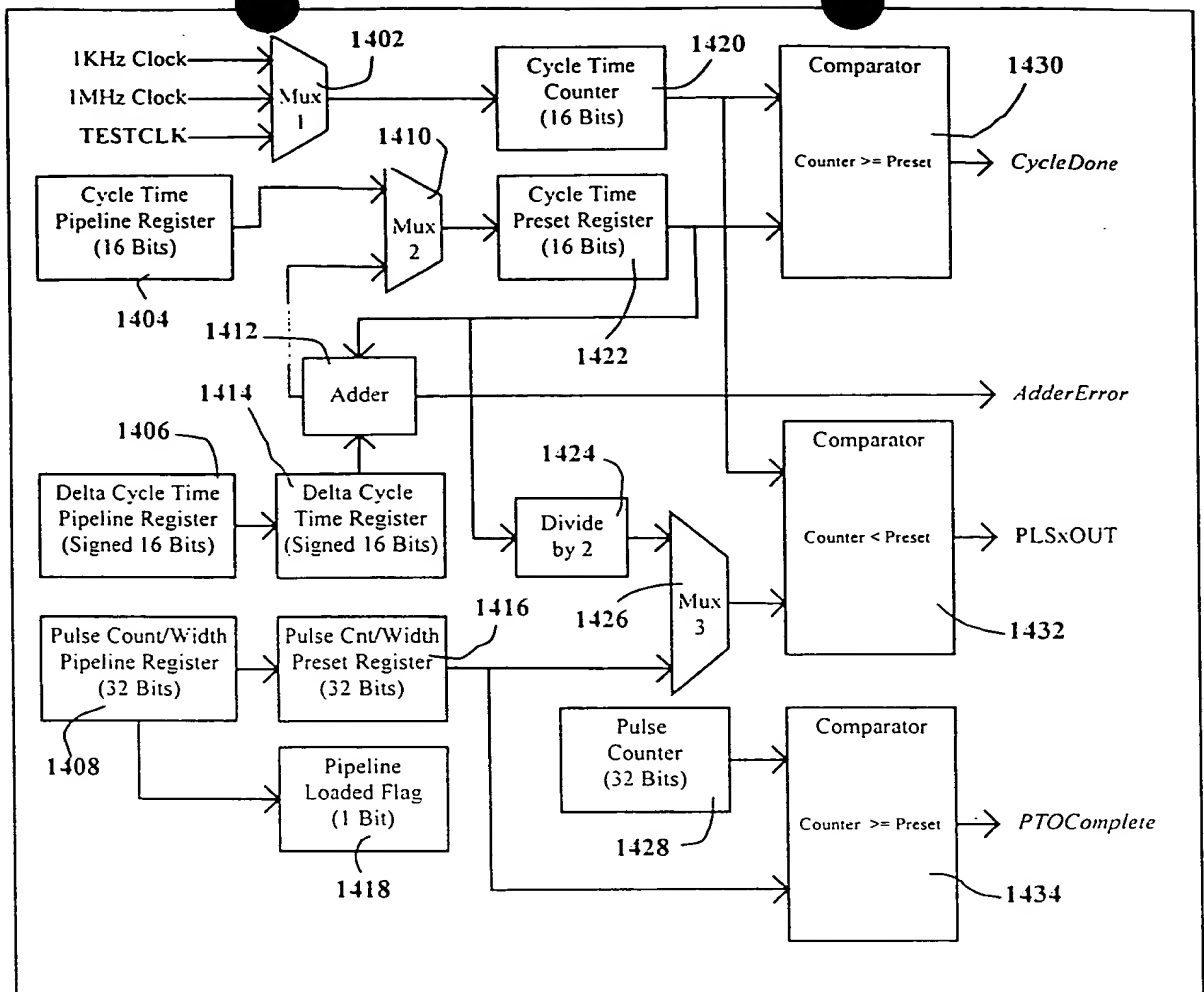 1KHz Clock
1MHz Clock
TESTCLK
Mux
1
1402
Cycle Time
Counter
(16 Bits)
1420
Comparator
Counter >= Preset
1430
CycleDone
Cycle Time
Pipeline Register
(16 Bits)
1404
1410
Mux
2
Cycle Time
Preset Register
(16 Bits)
1422
1412
Adder
AdderError
1414
1406
Delta Cycle Time
Pipeline Register
(Signed 16 Bits)
Delta Cycle
Time Register
(Signed 16 Bits)
1424
Divide
by 2
1426
Mux
3
Comparator
Counter < Preset
PLSxOUT
1432
Pulse Count/Width
Pipeline Register
(32 Bits)
1408
Pulse Cnt/Width
Preset Register
(32 Bits)
1416
Pipeline
Loaded Flag
(1 Bit)
1418
Pulse
Counter
(32 Bits)
1428
Comparator
Counter >= Preset
PTOComplete
1434